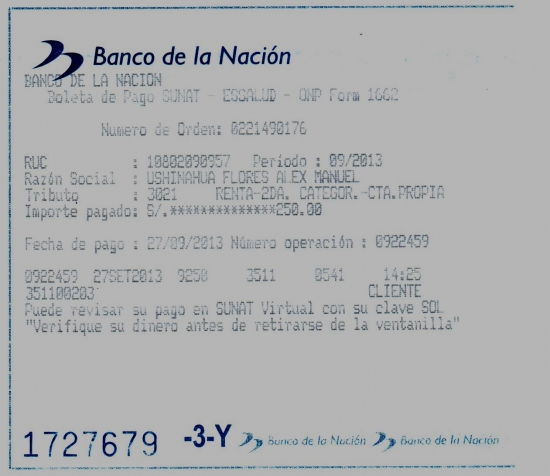 Banco de la Nación
BANCO DE LA NACION
Boleta de Pago SUNAT - ESSALUD - ONP Form 1662
Numero de Orden: 0221490176
RUC : 10802090957 Período : 09/2013
Razón Social : USHINAHUA FLORES ALEX MANUEL
Tributo : 3021 RENTA-2DA. CATEGOR.-CTA.PROPIA
Importe pagado: S/.**************250.00
Fecha de pago : 27/09/2013 Número operación : 0922459
0922459 27SET2013 9250 3511 0541 14:25
351100203 CLIENTE
Puede revisar su pago en SUNAT Virtual con su clave SOL
"Verifique su dinero antes de retirarse de la ventanilla"
1727679 -3-Y Banco de la Nación Banco de la Nación